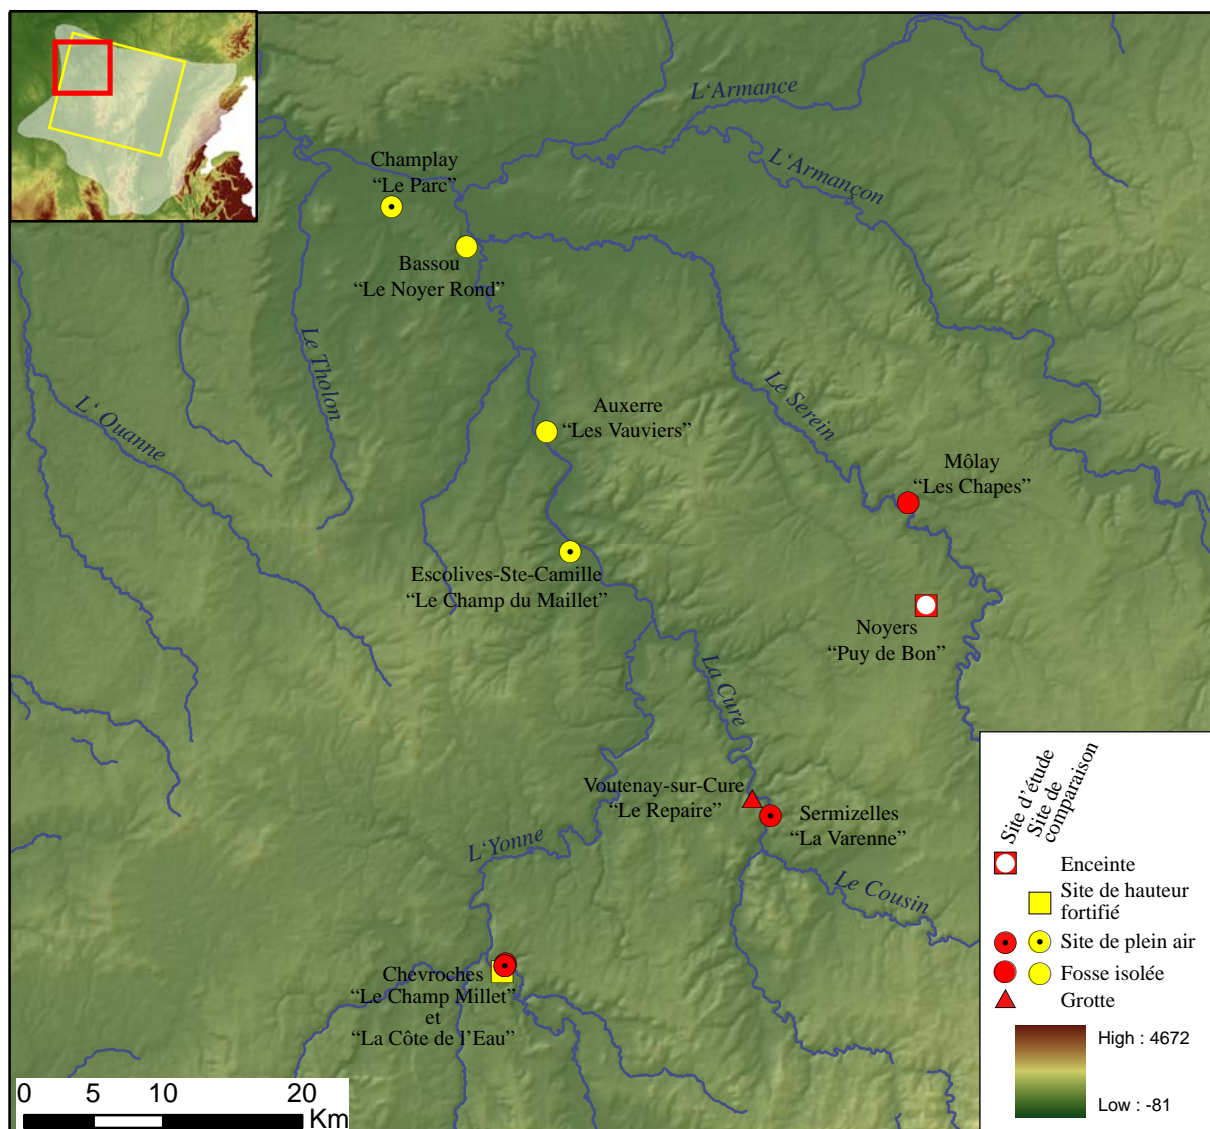 L‘Armance
L‘Armançon
Champlay
“Le Parc”
Bassou
“Le Noyer Rond”
Le Tholon
L‘ Ouanne
Le Serein
Auxerre
“Les Vauviers”
Môlay
“Les Chapes”
Escolives-Ste-Camille
“Le Champ du Maillet”
Noyers
“Puy de Bon”
La Cure
Voutenay-sur-Cure
“Le Repaire”
Sermizelles
“La Varenne”
L‘Yonne
Le Cousin
Chevroches
“Le Champ Millet”
et
“La Côte de l’Eau”
Site d’étude
Site de
comparaison
Enceinte
Site de hauteur
fortifié
Site de plein air
Fosse isolée
Grotte
High : 4672
Low : -81
0 5 10 20
Km